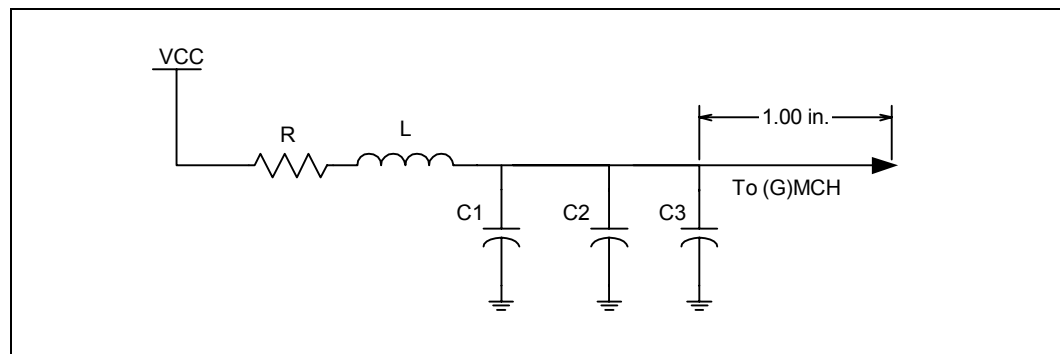 VCC
R
L
1.00 in.
To (G)MCH
C1
C2
C3